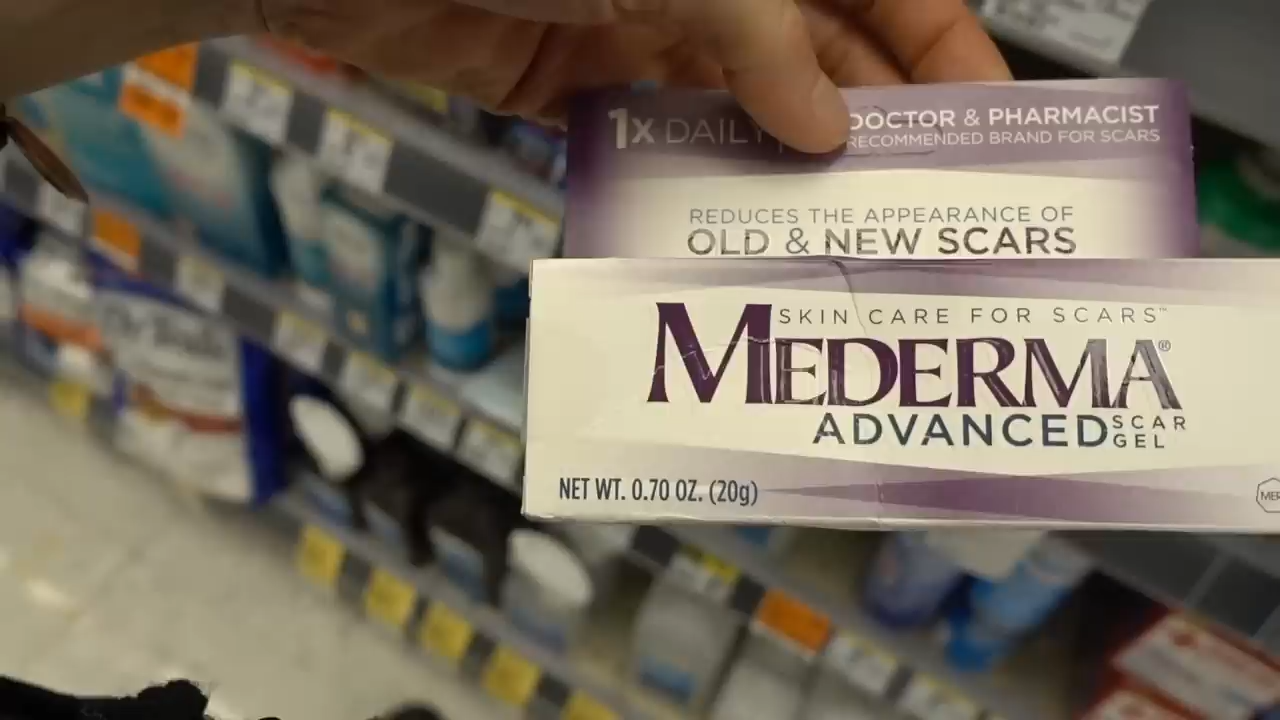 1x DAILY
DOCTOR & PHARMACIST
RECOMMENDED BRAND FOR SCARS
REDUCES THE APPEARANCE OF
OLD & NEW SCARS
SKIN CARE FOR SCARS™
MEDERMA®
ADVANCED SCAR GEL
NET WT. 0.70 OZ. (20g)